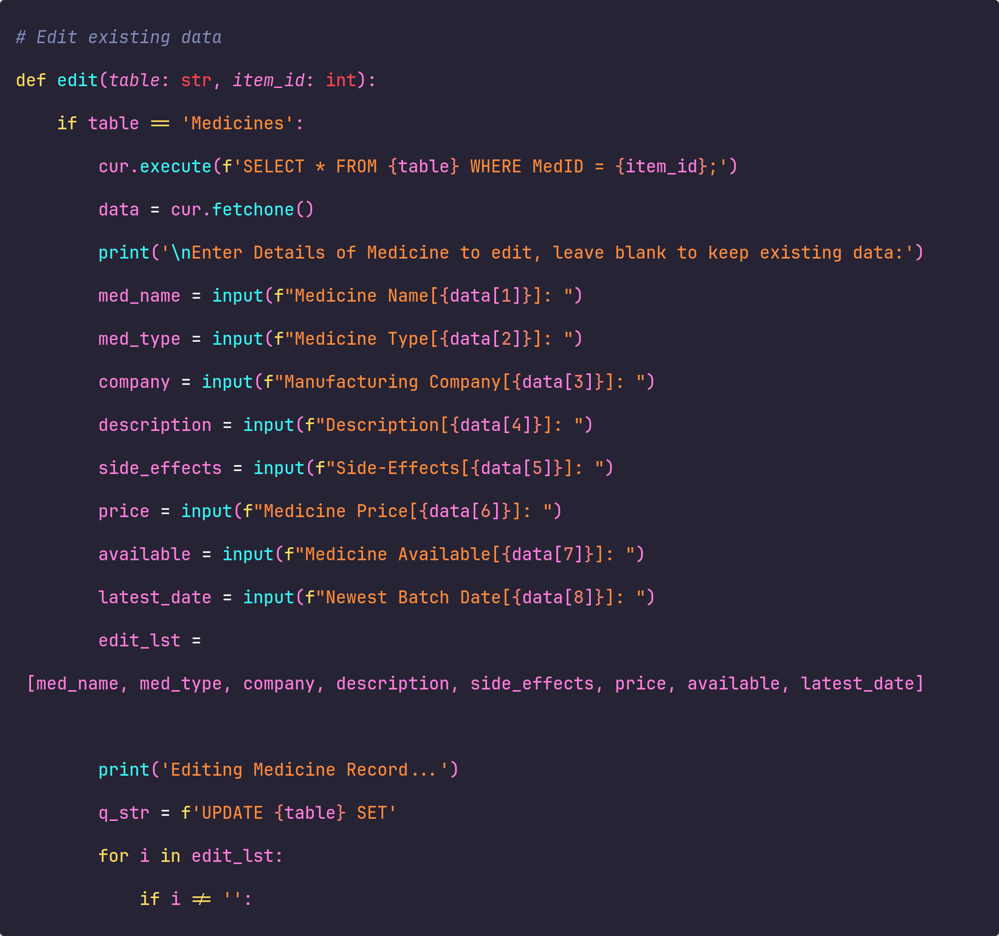 # Edit existing data
def edit(table: str, item_id: int):
    if table == 'Medicines':
        cur.execute(f'SELECT * FROM {table} WHERE MedID = {item_id};')
        data = cur.fetchone()
        print('\nEnter Details of Medicine to edit, leave blank to keep existing data:')
        med_name = input(f"Medicine Name[{data[1]}]: ")
        med_type = input(f"Medicine Type[{data[2]}]: ")
        company = input(f"Manufacturing Company[{data[3]}]: ")
        description = input(f"Description[{data[4]}]: ")
        side_effects = input(f"Side-Effects[{data[5]}]: ")
        price = input(f"Medicine Price[{data[6]}]: ")
        available = input(f"Medicine Available[{data[7]}]: ")
        latest_date = input(f"Newest Batch Date[{data[8]}]: ")
        edit_lst =
 [med_name, med_type, company, description, side_effects, price, available, latest_date]
        print('Editing Medicine Record...')
        q_str = f'UPDATE {table} SET'
        for i in edit_lst:
            if i != '':